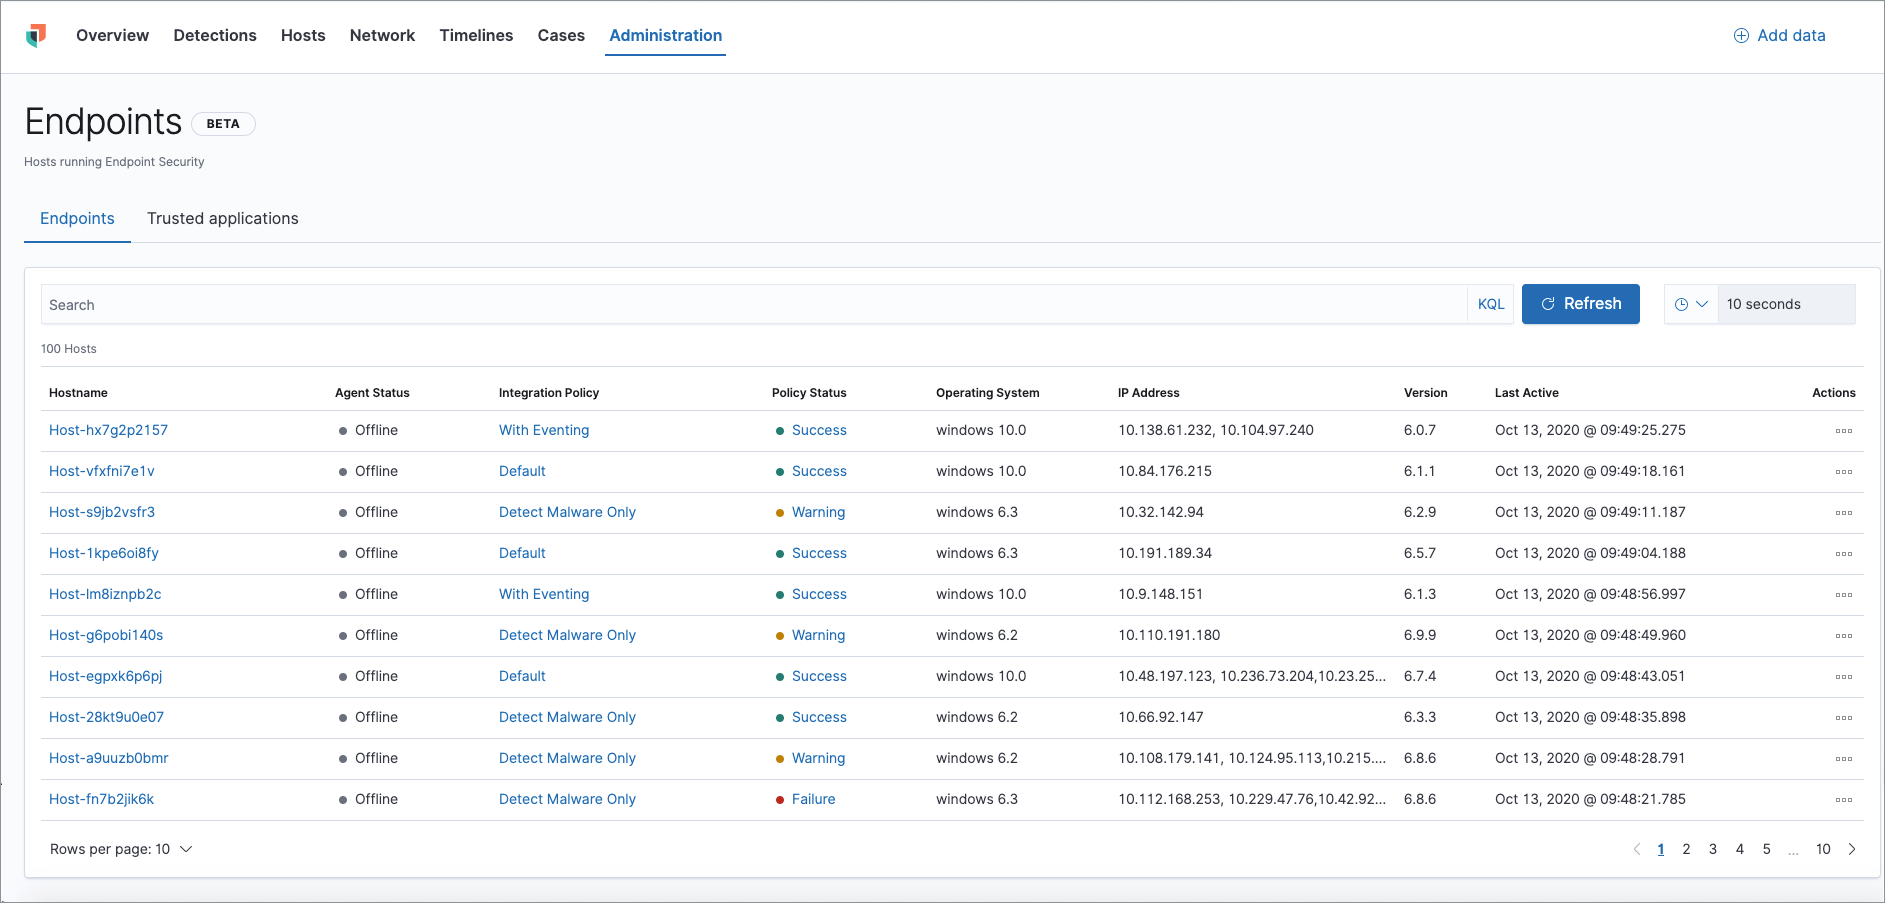 Overview Detections Hosts Network Timelines Cases Administration Add data
Endpoints BETA
Hosts running Endpoint Security
Endpoints Trusted applications
Search KQL Refresh 10 seconds
100 Hosts
Hostname Agent Status Integration Policy Policy Status Operating System IP Address Version Last Active Actions
Host-hx7g2p2157 Offline With Eventing Success windows 10.0 10.138.61.232, 10.104.97.240 6.0.7 Oct 13, 2020 @ 09:49:25.275
Host-vfxfni7e1v Offline Default Success windows 10.0 10.84.176.215 6.1.1 Oct 13, 2020 @ 09:49:18.161
Host-s9jb2vsfr3 Offline Detect Malware Only Warning windows 6.3 10.32.142.94 6.2.9 Oct 13, 2020 @ 09:49:11.187
Host-1kpe6oi8fy Offline Default Success windows 6.3 10.191.189.34 6.5.7 Oct 13, 2020 @ 09:49:04.188
Host-lm8iznpb2c Offline With Eventing Success windows 10.0 10.9.148.151 6.1.3 Oct 13, 2020 @ 09:48:56.997
Host-g6pobi140s Offline Detect Malware Only Warning windows 6.2 10.110.191.180 6.9.9 Oct 13, 2020 @ 09:48:49.960
Host-egpxk6p6pj Offline Default Success windows 10.0 10.48.197.123, 10.236.73.204,10.23.25... 6.7.4 Oct 13, 2020 @ 09:48:43.051
Host-28kt9u0e07 Offline Detect Malware Only Success windows 6.2 10.66.92.147 6.3.3 Oct 13, 2020 @ 09:48:35.898
Host-a9uuzb0bmr Offline Detect Malware Only Warning windows 6.2 10.108.179.141, 10.124.95.113,10.215.... 6.8.6 Oct 13, 2020 @ 09:48:28.791
Host-fn7b2jik6k Offline Detect Malware Only Failure windows 6.3 10.112.168.253, 10.229.47.76,10.42.92... 6.8.6 Oct 13, 2020 @ 09:48:21.785
Rows per page: 10 1 2 3 4 5 ... 10